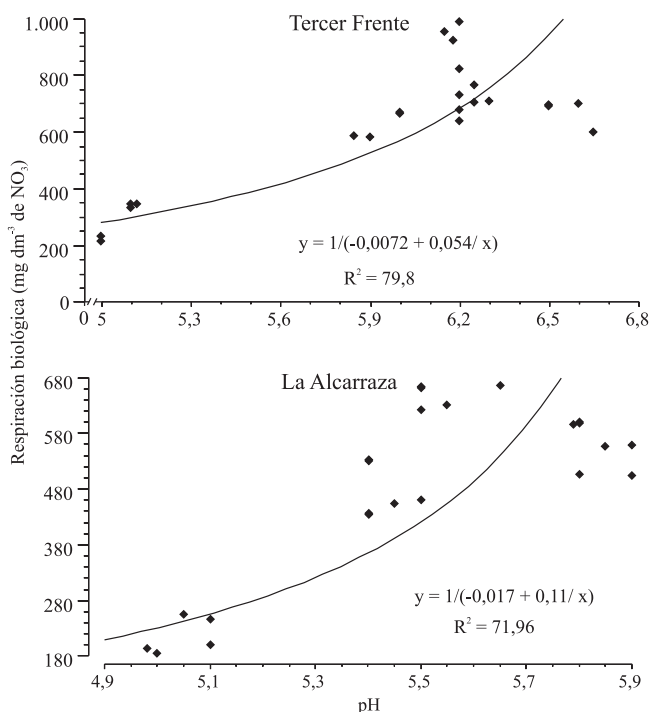 Respiración biológica (mg dm⁻³ de NO₃)
Tercer Frente
1.000
800
600
400
200
0
y = 1/(-0,0072 + 0,054/ x)
R² = 79,8
0 5 5,3 5,6 5,9 6,2 6,5 6,8
La Alcarraza
680
580
480
380
280
180
y = 1/(-0,017 + 0,11/ x)
R² = 71,96
4,9 5,1 5,3 5,5 5,7 5,9
pH